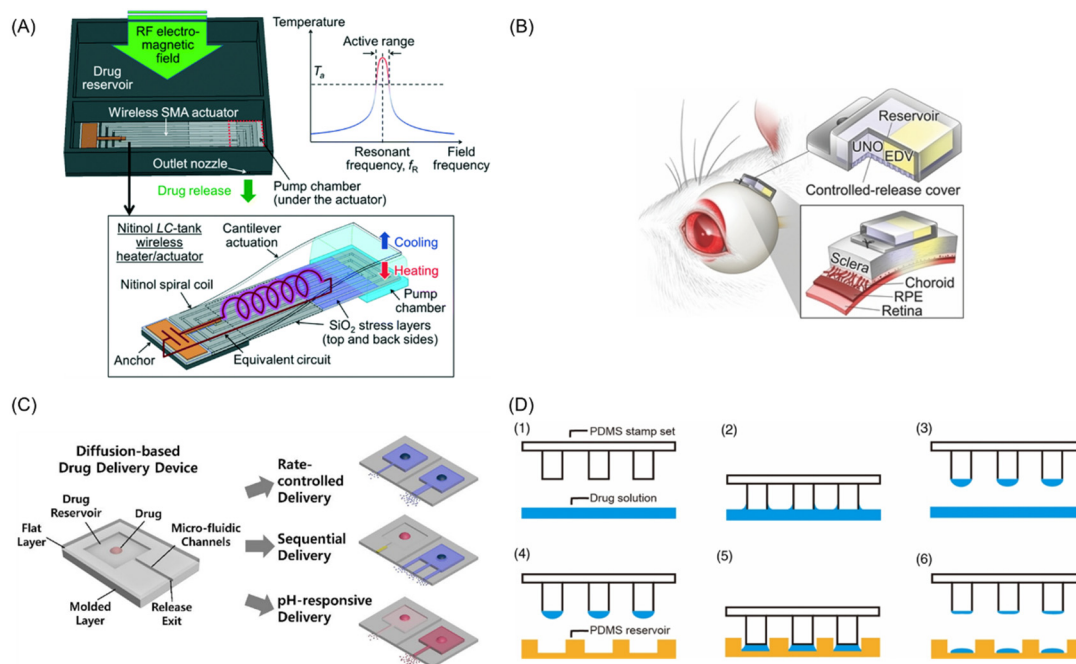 (A)
RF electro-
magnetic
field
Drug
reservoir
Wireless SMA actuator
Outlet nozzle
Drug release
Pump chamber
(under the actuator)
Temperature
Active range
Ta
Resonant
frequency, fR
Field
frequency
Nitinol LC-tank
wireless
heater/actuator
Cantilever
actuation
Cooling
Heating
Nitinol spiral coil
Pump
chamber
SiO2 stress layers
(top and back sides)
Anchor
Equivalent circuit
(B)
Reservoir
UNO
EDV
Controlled-release cover
Sclera
Choroid
RPE
Retina
(C)
Diffusion-based
Drug Delivery Device
Drug
Reservoir
Drug
Flat
Layer
Micro-fluidic
Channels
Molded
Layer
Release
Exit
Rate-
controlled
Delivery
Sequential
Delivery
pH-responsive
Delivery
(D)
(1)
PDMS stamp set
Drug solution
(2)
(3)
(4)
PDMS reservoir
(5)
(6)